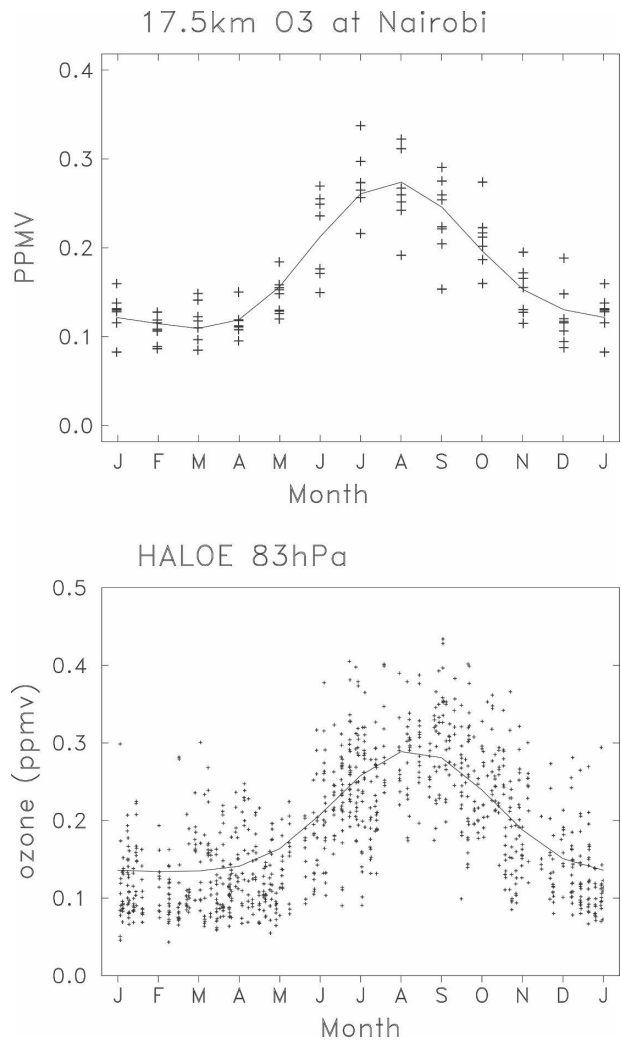 17.5km O3 at Nairobi
0.4
0.3
0.2
0.1
0.0
PPMV
J F M A M J J A S O N D J
Month
HALOE 83hPa
0.5
0.4
0.3
0.2
0.1
0.0
ozone (ppmv)
J F M A M J J A S O N D J
Month